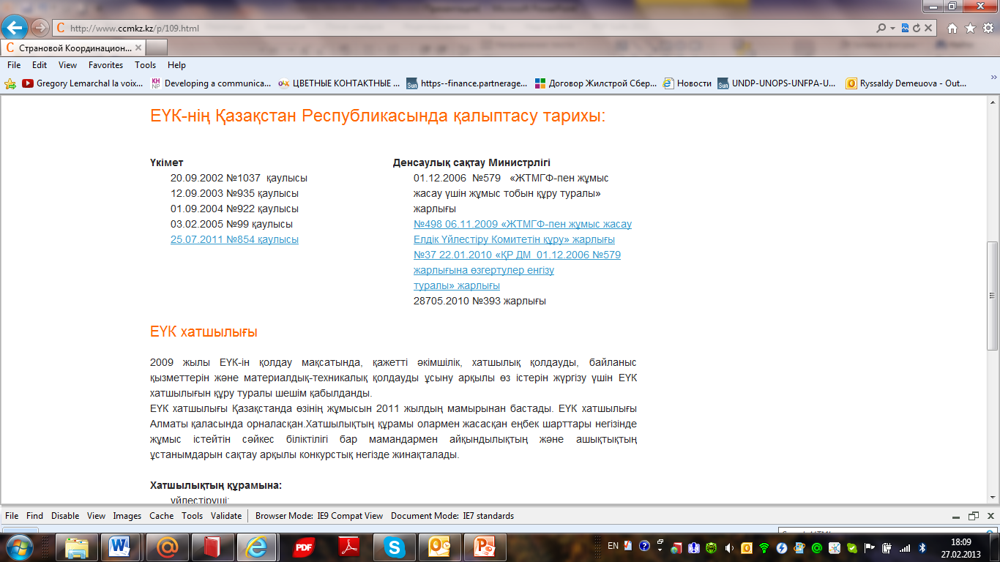 http://www.ccmkz.kz/p/109.html
Страновой Координацион...
File Edit View Favorites Tools Help
Gregory Lemarchal la voix... Developing a communica... ЦВЕТНЫЕ КОНТАКТНЫЕ ... https--finance.partnerage... Договор Жилстрой Сбер... Новости UNDP-UNOPS-UNFPA-U... Ryssaldy Demeuova - Out...
ЕҮК-нің Қазақстан Республикасында қалыптасу тарихы:
Үкімет
20.09.2002 №1037 қаулысы
12.09.2003 №935 қаулысы
01.09.2004 №922 қаулысы
03.02.2005 №99 қаулысы
25.07.2011 №854 қаулысы
Денсаулық сақтау Министрлігі
01.12.2006 №579 «ЖТМГФ-пен жұмыс
жасау үшін жұмыс тобын құру туралы»
жарлығы
№498 06.11.2009 «ЖТМГФ-пен жұмыс жасау
Елдік Үйлестіру Комитетін құру» жарлығы
№37 22.01.2010 «ҚР ДМ 01.12.2006 №579
жарлығына өзгертулер енгізу
туралы» жарлығы
28705.2010 №393 жарлығы
ЕҮК хатшылығы
2009 жылы ЕҮК-ін қолдау мақсатында, қажетті әкімшілік, хатшылық қолдауды, байланыс
қызметтерін және материалдық-техникалық қолдауды ұсыну арқылы өз істерін жүргізу үшін ЕҮК
хатшылығын құру туралы шешім қабылданды.
ЕҮК хатшылығы Қазақстанда өзінің жұмысын 2011 жылдың мамырынан бастады. ЕҮК хатшылығы
Алматы қаласында орналасқан.Хатшылықтың құрамы олармен жасасқан еңбек шарттары негізінде
жұмыс істейтін сәйкес біліктілігі бар мамандармен айқындылықтың және ашықтықтың
ұстанымдарын сақтау арқылы конкурстық негізде жинақталады.
Хатшылықтың құрамына:
үйлестіруші;
File Find Disable View Images Cache Tools Validate Browser Mode: IE9 Compat View Document Mode: IE7 standards
EN
18:09
27.02.2013